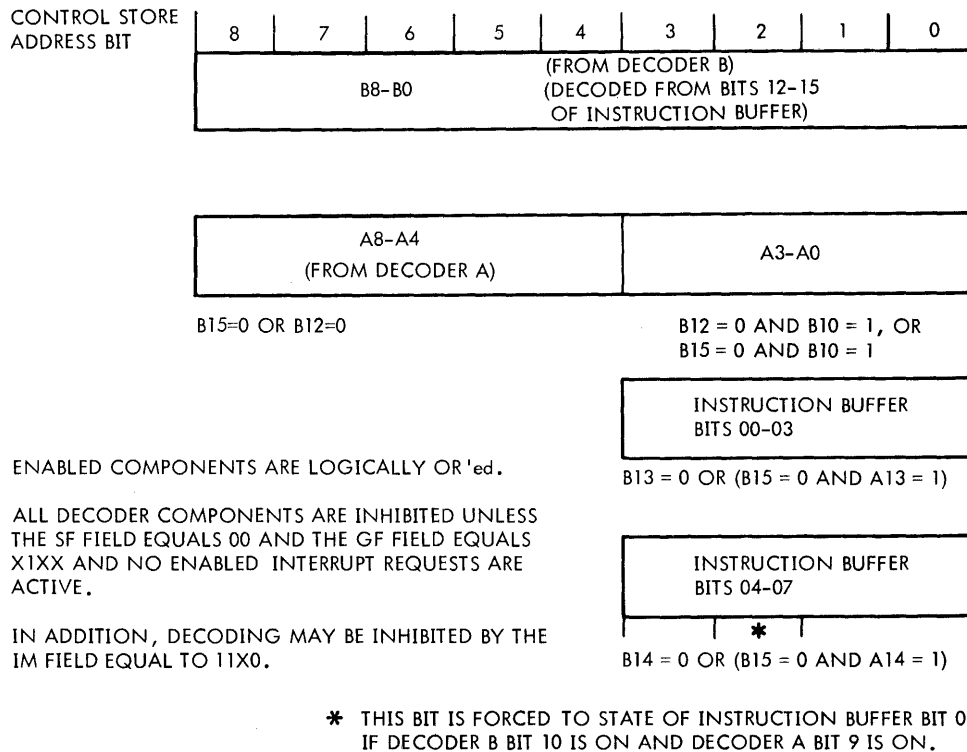 CONTROL STORE
ADDRESS BIT
8 7 6 5 4 3 2 1 0
B8-B0
(FROM DECODER B)
(DECODED FROM BITS 12-15
OF INSTRUCTION BUFFER)
A8-A4
(FROM DECODER A)
A3-A0
B15=0 OR B12=0
B12 = 0 AND B10 = 1, OR
B15 = 0 AND B10 = 1
INSTRUCTION BUFFER
BITS 00-03
B13 = 0 OR (B15 = 0 AND A13 = 1)
ENABLED COMPONENTS ARE LOGICALLY OR'ed.
ALL DECODER COMPONENTS ARE INHIBITED UNLESS
THE SF FIELD EQUALS 00 AND THE GF FIELD EQUALS
X1XX AND NO ENABLED INTERRUPT REQUESTS ARE
ACTIVE.
INSTRUCTION BUFFER
BITS 04-07
*
B14 = 0 OR (B15 = 0 AND A14 = 1)
IN ADDITION, DECODING MAY BE INHIBITED BY THE
IM FIELD EQUAL TO 11X0.
* THIS BIT IS FORCED TO STATE OF INSTRUCTION BUFFER BIT 0
IF DECODER B BIT 10 IS ON AND DECODER A BIT 9 IS ON.